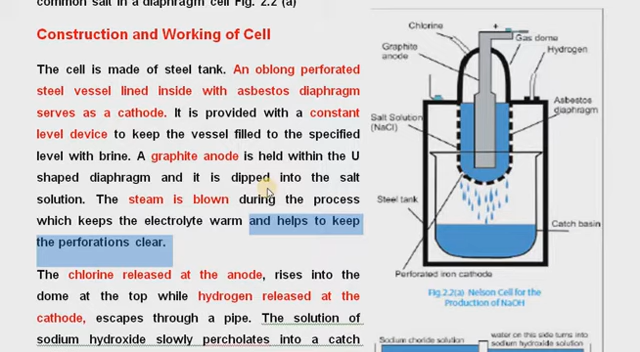 common salt in a diaphragm cell Fig. 2.2 (a)
Construction and Working of Cell
The cell is made of steel tank. An oblong perforated
steel vessel lined inside with asbestos diaphragm
serves as a cathode. It is provided with a constant
level device to keep the vessel filled to the specified
level with brine. A graphite anode is held within the U
shaped diaphragm and it is dipped into the salt
solution. The steam is blown during the process
which keeps the electrolyte warm and helps to keep
the perforations clear.
The chlorine released at the anode, rises into the
dome at the top while hydrogen released at the
cathode, escapes through a pipe. The solution of
sodium hydroxide slowly percholates into a catch
Chlorine
+
Gas dome
Graphite
anode
Hydrogen
Asbestos
diaphragm
Salt Solution
(NaCl)
Steel tank
Catch basin
Perforated iron cathode
Fig.2.2(a) Nelson Cell for the
Production of NaOH
Sodium choride solution
water on this side turns into
sodium hydroxide solution